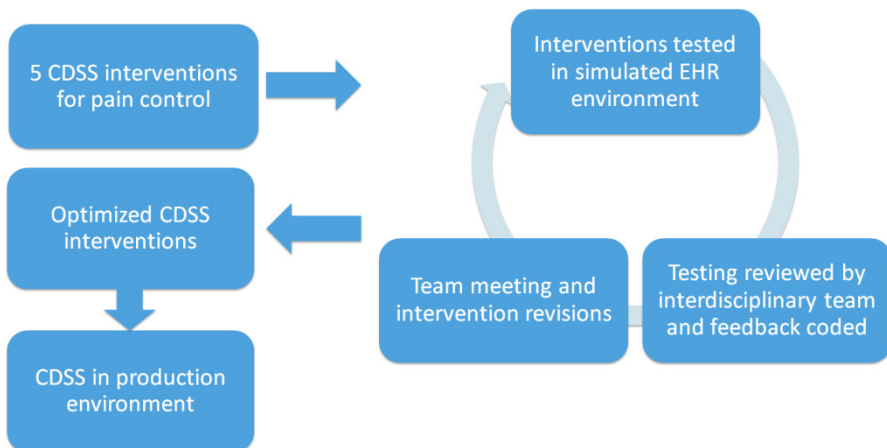 5 CDSS interventions
for pain control
Interventions tested
in simulated EHR
environment
Testing reviewed by
interdisciplinary team
and feedback coded
Team meeting and
intervention revisions
Optimized CDSS
interventions
CDSS in production
environment